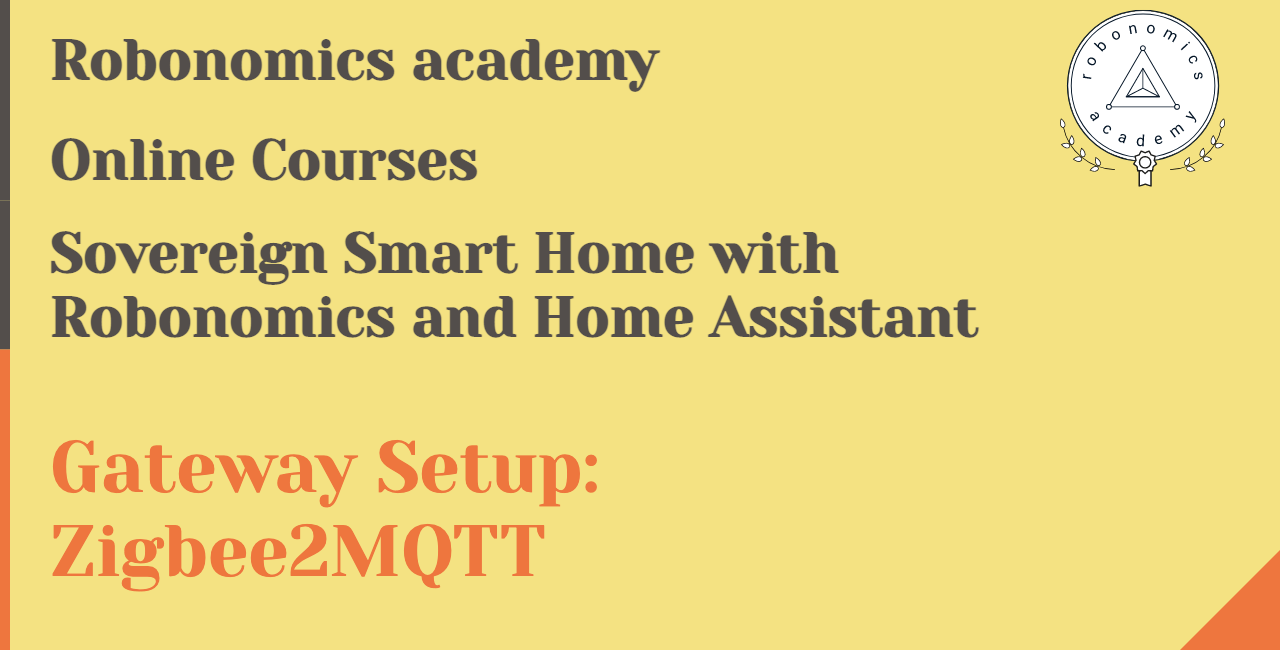 Robonomics academy
Online Courses
Sovereign Smart Home with
Robonomics and Home Assistant
Gateway Setup:
Zigbee2MQTT
robonomics
academy